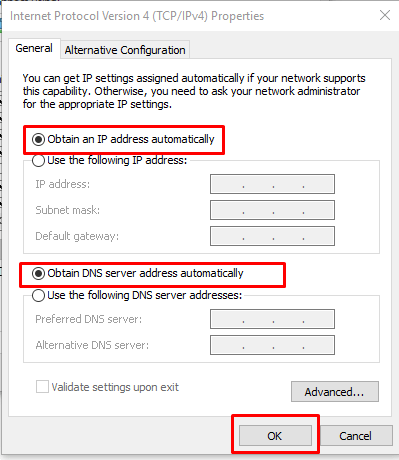 Internet Protocol Version 4 (TCP/IPv4) Properties
General
Alternative Configuration
You can get IP settings assigned automatically if your network supports
this capability. Otherwise, you need to ask your network administrator
for the appropriate IP settings.
Obtain an IP address automatically
Use the following IP address:
IP address:
Subnet mask:
Default gateway:
Obtain DNS server address automatically
Use the following DNS server addresses:
Preferred DNS server:
Alternative DNS server:
Validate settings upon exit
Advanced...
OK
Cancel